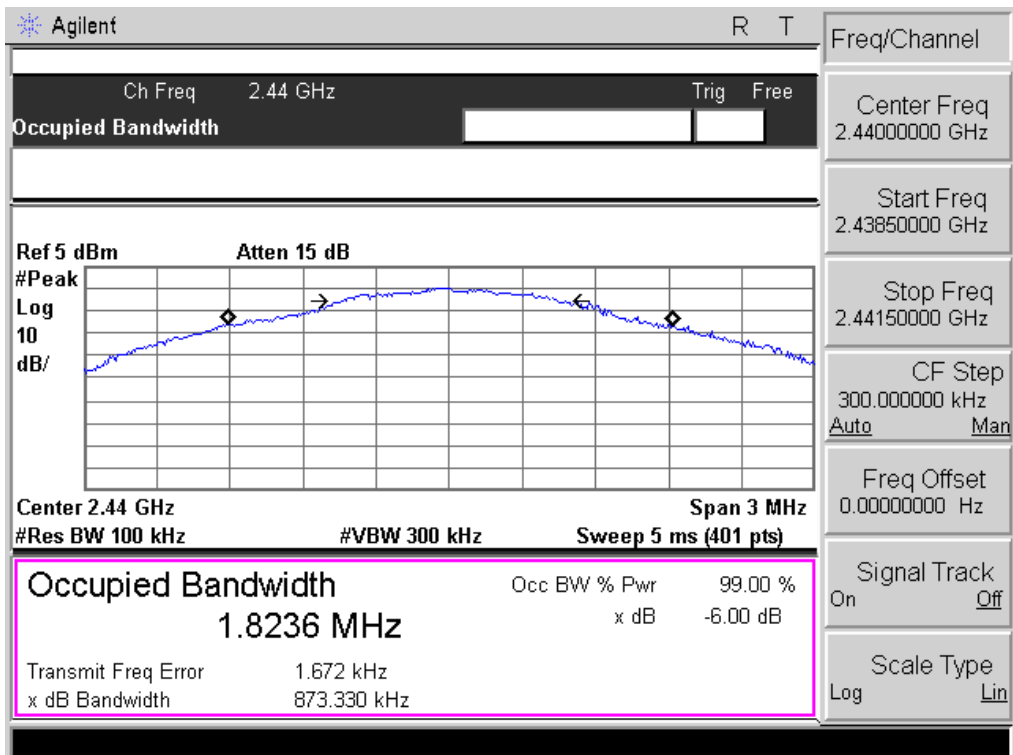 Agilent
R T
Ch Freq 2.44 GHz Trig Free
Occupied Bandwidth
Ref 5 dBm Atten 15 dB
#Peak
Log
10
dB/
Center 2.44 GHz Span 3 MHz
#Res BW 100 kHz #VBW 300 kHz Sweep 5 ms (401 pts)
Occupied Bandwidth
1.8236 MHz
Occ BW % Pwr 99.00 %
x dB -6.00 dB
Transmit Freq Error 1.672 kHz
x dB Bandwidth 873.330 kHz
Freq/Channel
Center Freq
2.44000000 GHz
Start Freq
2.43850000 GHz
Stop Freq
2.44150000 GHz
CF Step
300.000000 kHz
Auto Man
Freq Offset
0.00000000 Hz
Signal Track
On Off
Scale Type
Log Lin